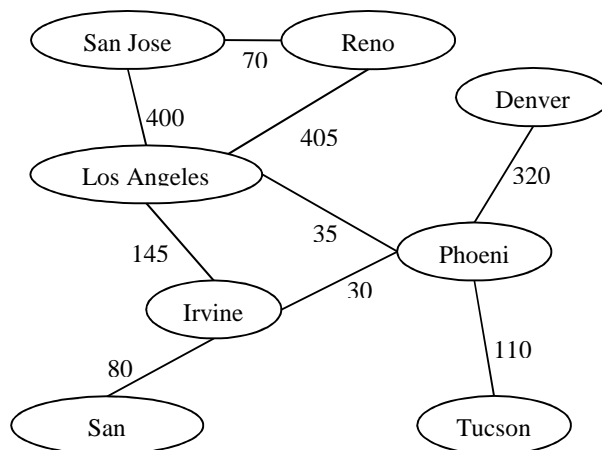 San Jose
Reno
70
Denver
400
405
Los Angeles
320
35
145
Phoeni
30
Irvine
80
110
San
Tucson